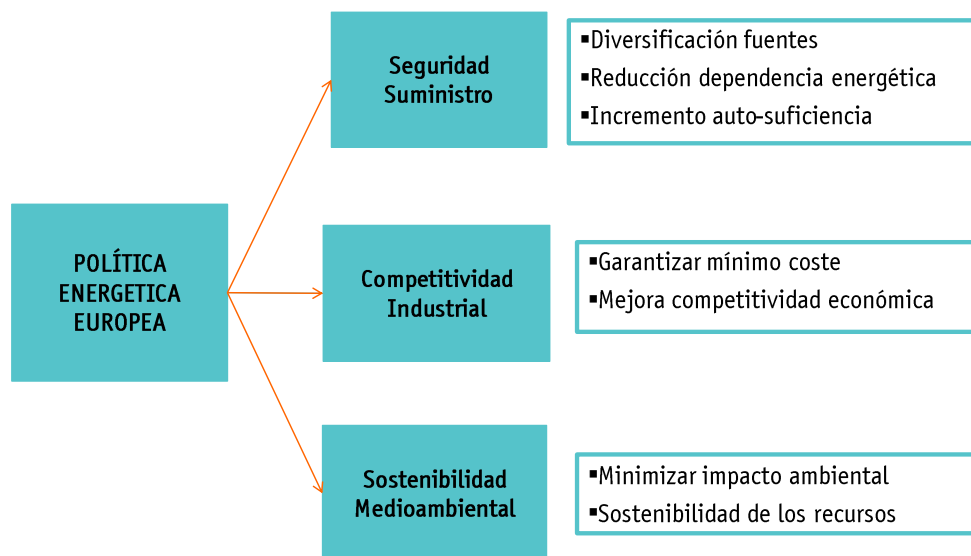 POLÍTICA
ENERGETICA
EUROPEA
Seguridad
Suministro
▪Diversificación fuentes
▪Reducción dependencia energética
▪Incremento auto-suficiencia
Competitividad
Industrial
▪Garantizar mínimo coste
▪Mejora competitividad económica
Sostenibilidad
Medioambiental
▪Minimizar impacto ambiental
▪Sostenibilidad de los recursos